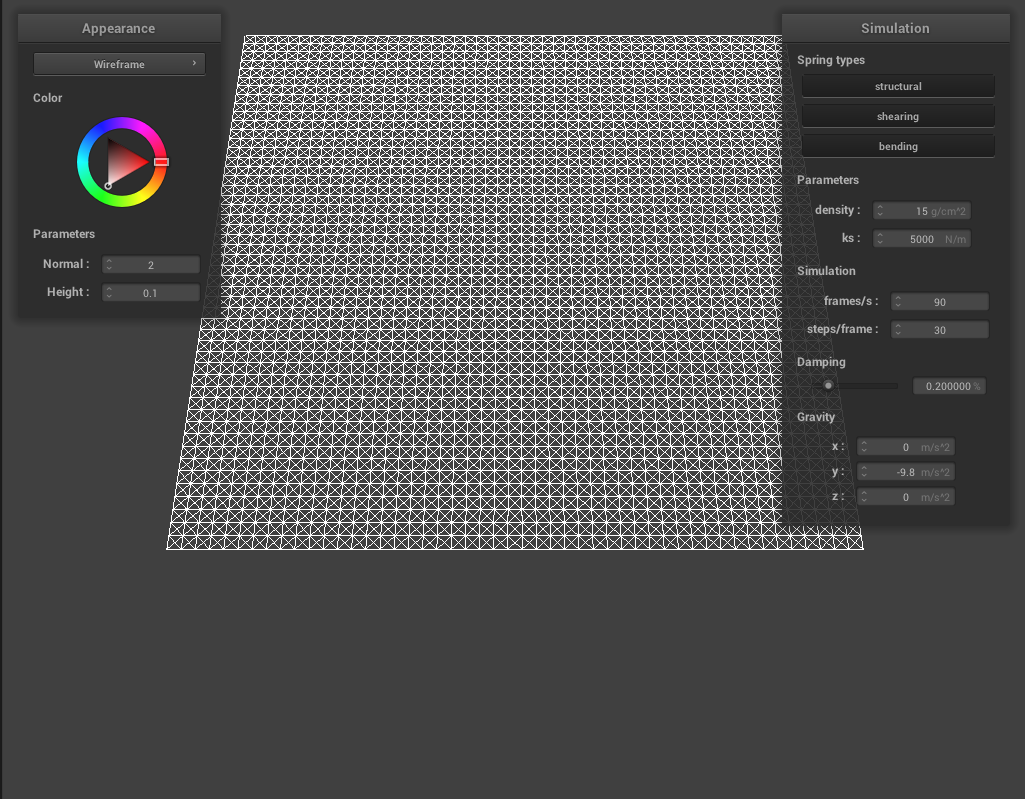 Appearance
Wireframe ›
Color
Parameters
Normal : 2
Height : 0.1
Simulation
Spring types
structural
shearing
bending
Parameters
density : 15 g/cm^2
ks : 5000 N/m
Simulation
frames/s : 90
steps/frame : 30
Damping
0.200000 %
Gravity
x : 0 m/s^2
y : -9.8 m/s^2
z : 0 m/s^2